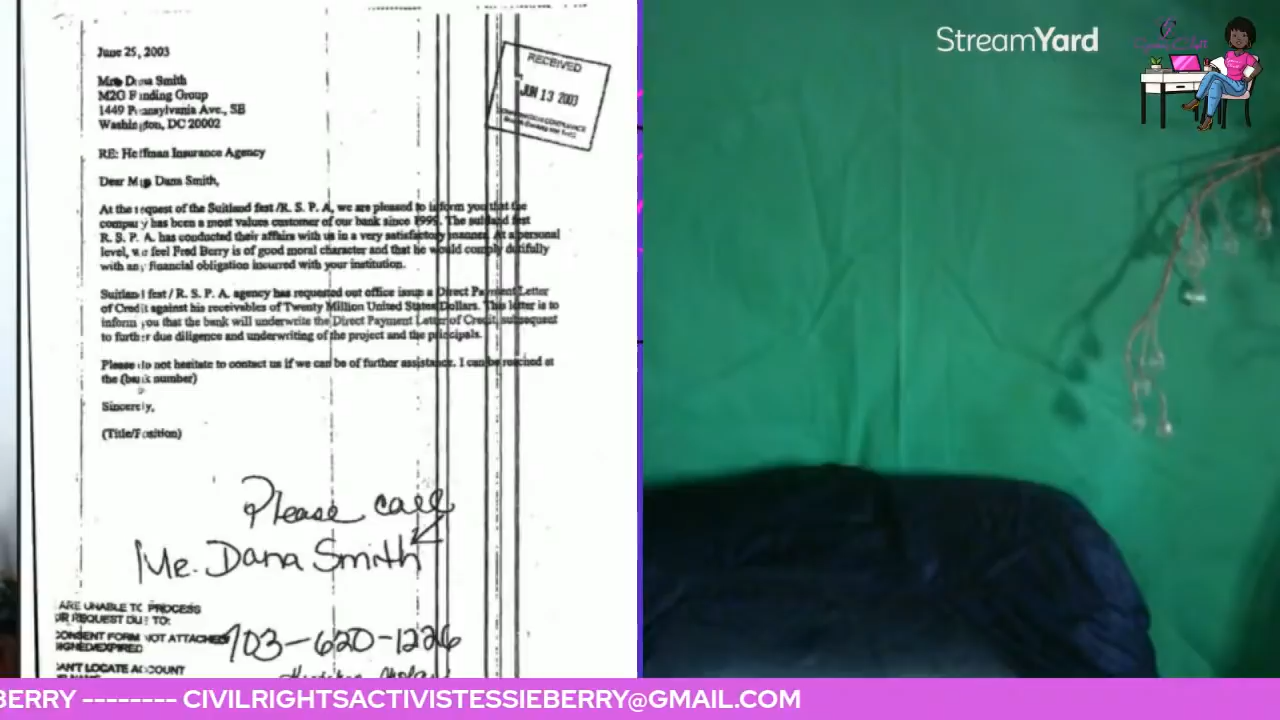 June 25, 2003
Dana Smith
M2G Funding Group
1449 Pennsylvania Ave., SE
Washington, DC 20002
RE: Hoffman Insurance Agency
Dear Dana Smith,
At the request of the Suitland fest /R. S. P. A, we are pleased to inform you that the
company has been a most values customer of our bank since 1995. The suitland fest
R. S. P. A. has conducted their affairs with us in a very satisfactory manner. At a personal
level, we feel Fred Berry is of good moral character and that he would comply dutifully
with any financial obligation incurred with your institution.
Suitland fest / R. S. P. A. agency has requested out office issue a Direct Payment Letter
of Credit against his receivables of Twenty Million United States Dollars. This letter is to
inform you that the bank will underwrite the Direct Payment Letter of Credit, subsequent
to further due diligence and underwriting of the project and the principals.
Please do not hesitate to contact us if we can be of further assistance. I can be reached at
the (bank number)
Sincerely,
(Title/Position)
Please call
Dana Smith
703-620-1226
ARE UNABLE TO PROCESS
UR REQUEST DUE TO:
CONSENT FORM NOT ATTACHED
IGNED/EXPIRED
ANT LOCATE ACCOUNT
RECEIVED
JUN 13 2003
StreamYard
BERRY -------- CIVILRIGHTSACTIVISTESSIEBERRY@GMAIL.COM